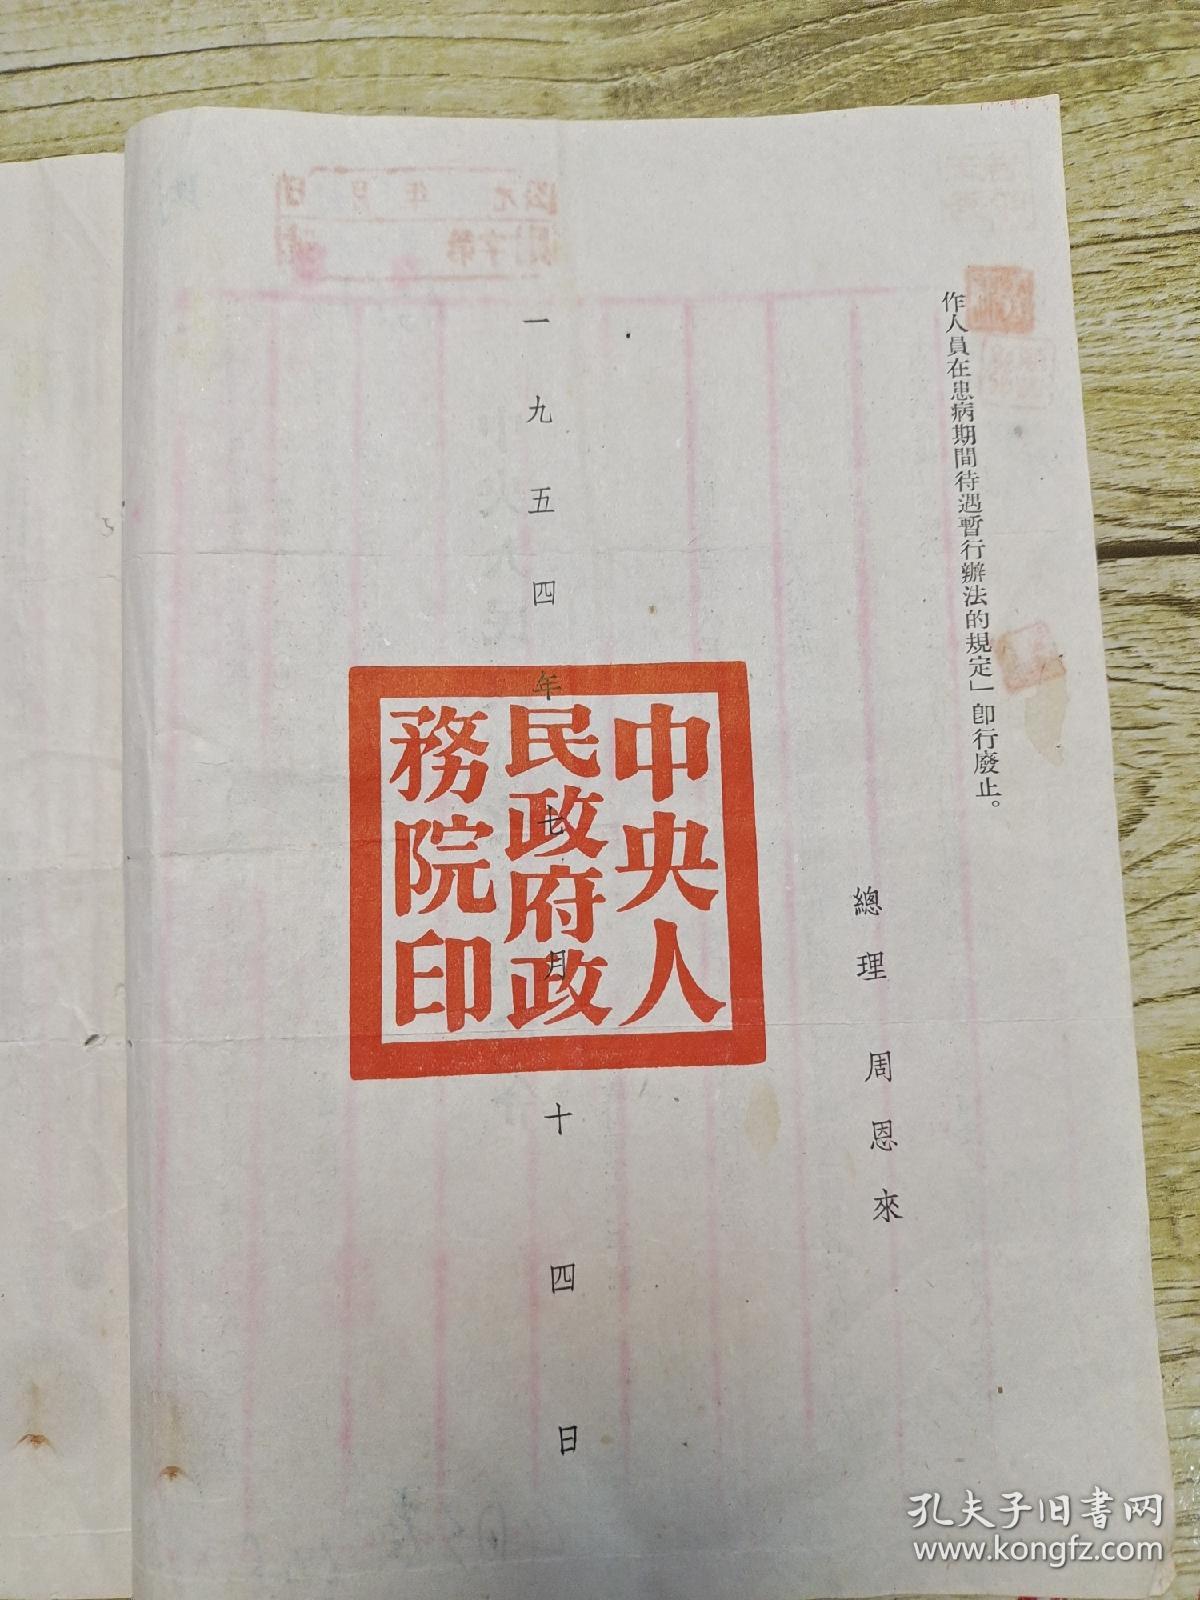 作人員在患病期間待遇暫行辦法的規定」卽行廢止。
總理 周恩來
一九五四年七月十四日
中央人
民政府政
務院印
孔夫子旧书网
www.kongfz.com